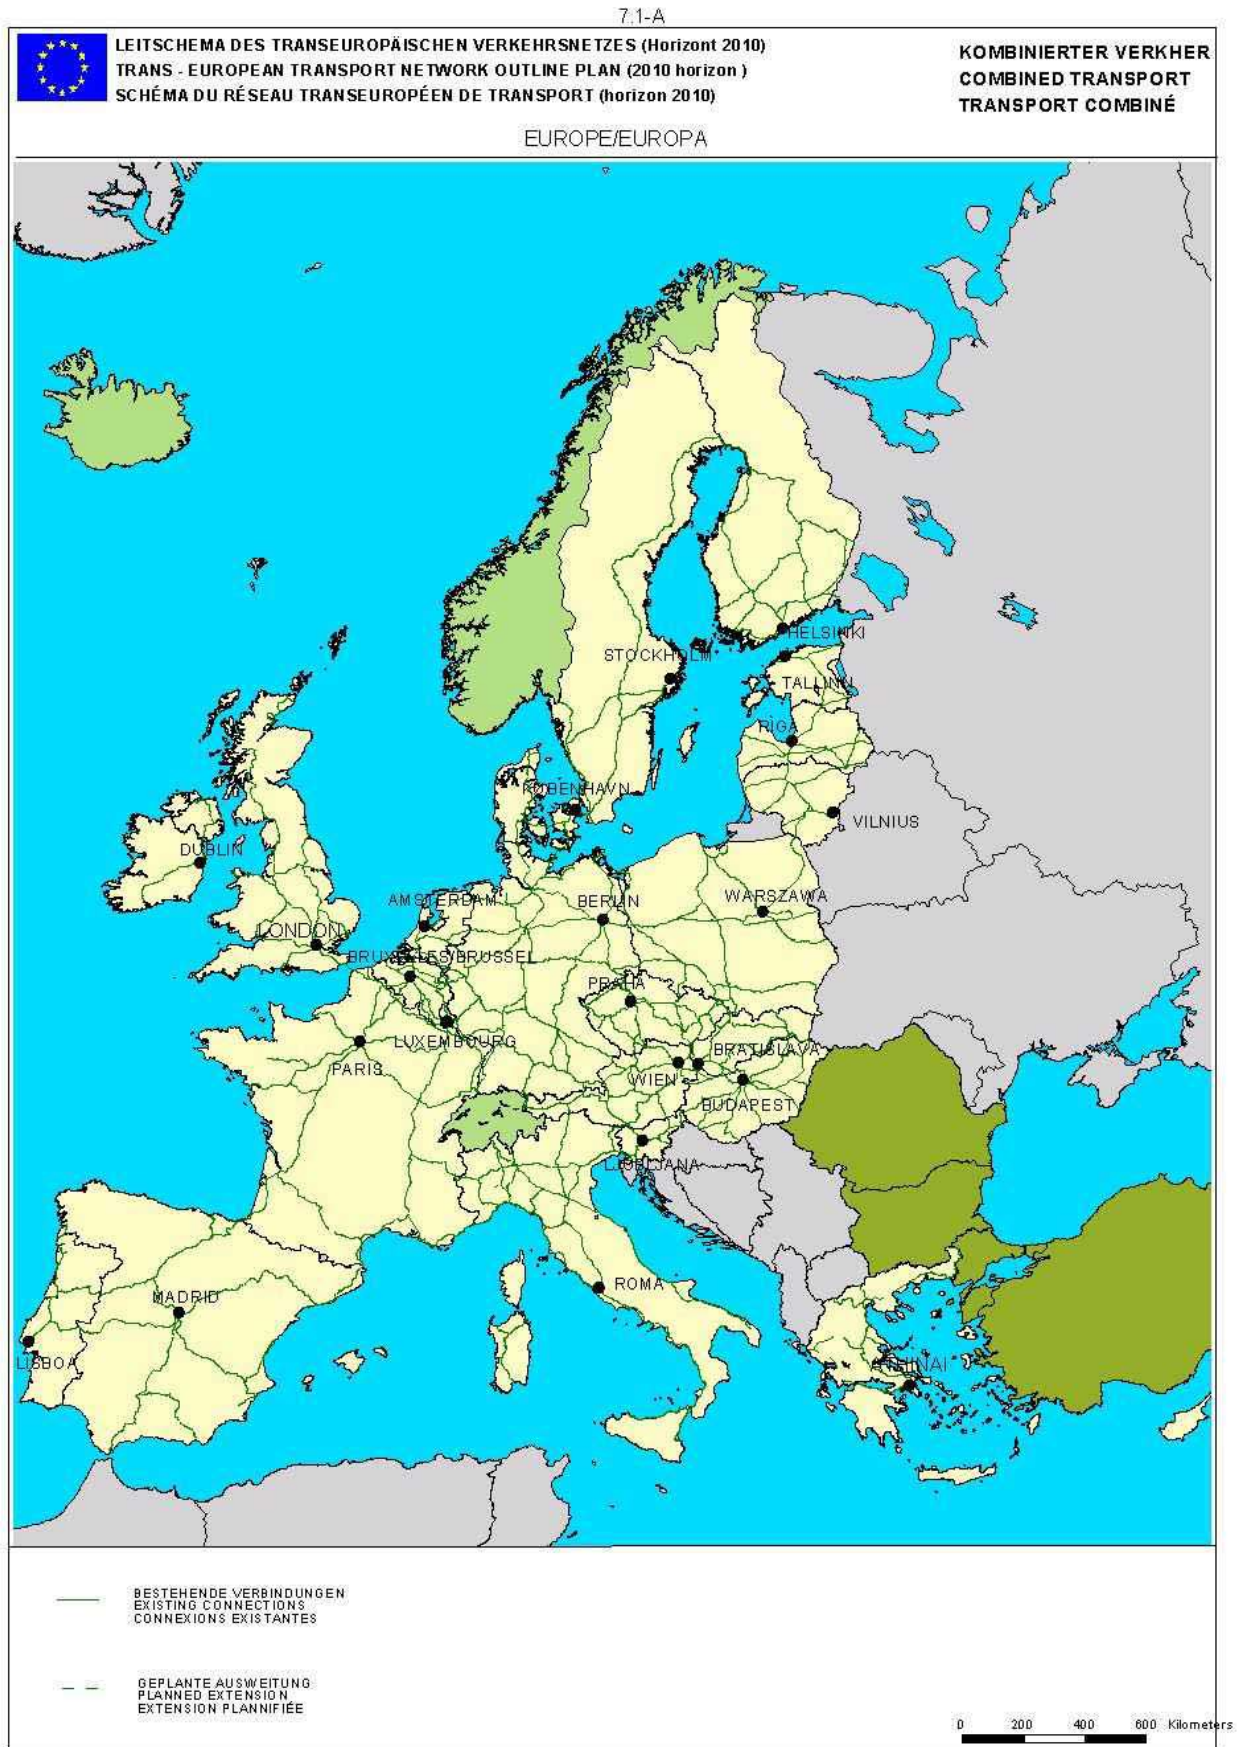 7.1-A
LEITSCHEMA DES TRANSEUROPÄISCHEN VERKEHRSNETZES (Horizont 2010)
TRANS - EUROPEAN TRANSPORT NETWORK OUTLINE PLAN (2010 horizon )
SCHÉMA DU RÉSEAU TRANSEUROPÉEN DE TRANSPORT (horizon 2010)
KOMBINIERTER VERKHER
COMBINED TRANSPORT
TRANSPORT COMBINÉ
EUROPE/EUROPA
HELSINKI
STOCKHOLM
TALLINN
RIGA
KØBENHAVN
VILNIUS
DUBLIN
AMSTERDAM
BERLIN
WARSZAWA
LONDON
5
BRUXELLES/BRUSSEL
PRAHA
LUXEMBOURG
BRATISLAVA
PARIS
WIEN
BUDAPEST
LJUBLJANA
ROMA
MADRID
LISBOA
ATHINAI
BESTEHENDE VERBINDUNGEN
EXISTING CONNECTIONS
CONNEXIONS EXISTANTES
GEPLANTE AUSWEITUNG
PLANNED EXTENSION
EXTENSION PLANNIFIÉE
0 200 400 600 Kilometers